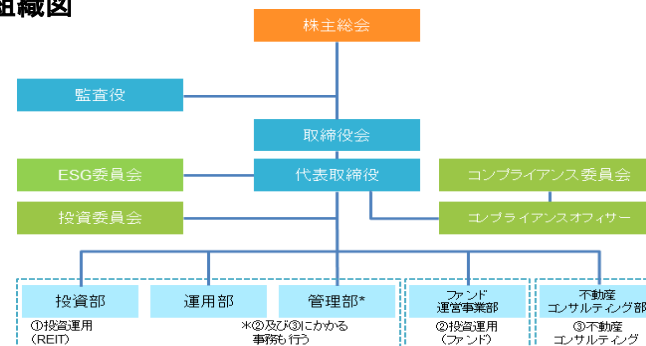 組織図
株主総会
監査役
取締役会
ESG委員会
代表取締役
コンプライアンス委員会
投資委員会
コンプライアンスオフィサー
投資部
運用部
管理部*
ファンド
運営事業部
不動産
コンサルティング部
①投資運用
(REIT)
*②及び③にかかる
事務も行う
②投資運用
(ファンド)
③不動産
コンサルティング